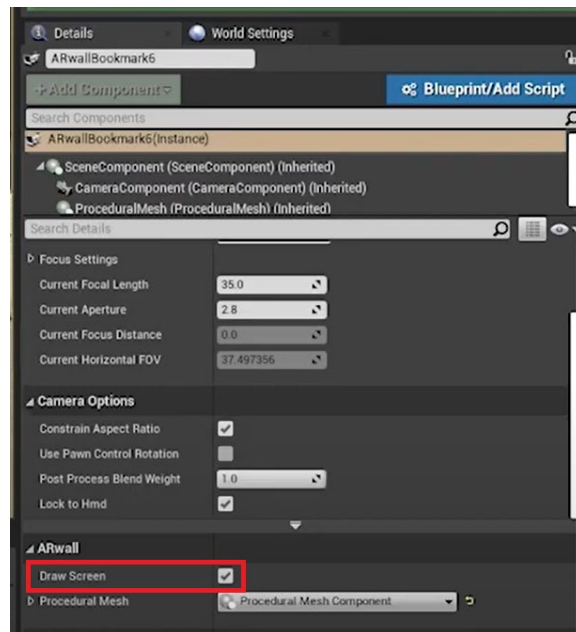 Details
World Settings
ARwallBookmark6
+Add Component
Blueprint/Add Script
Search Components
ARwallBookmark6(Instance)
SceneComponent (SceneComponent) (Inherited)
CameraComponent (CameraComponent) (Inherited)
ProceduralMesh (ProceduralMesh) (Inherited)
Search Details
Focus Settings
Current Focal Length 35.0
Current Aperture 2.8
Current Focus Distance 0.0
Current Horizontal FOV 37.497356
Camera Options
Constrain Aspect Ratio
Use Pawn Control Rotation
Post Process Blend Weight 1.0
Lock to Hmd
ARwall
Draw Screen
Procedural Mesh Procedural Mesh Component